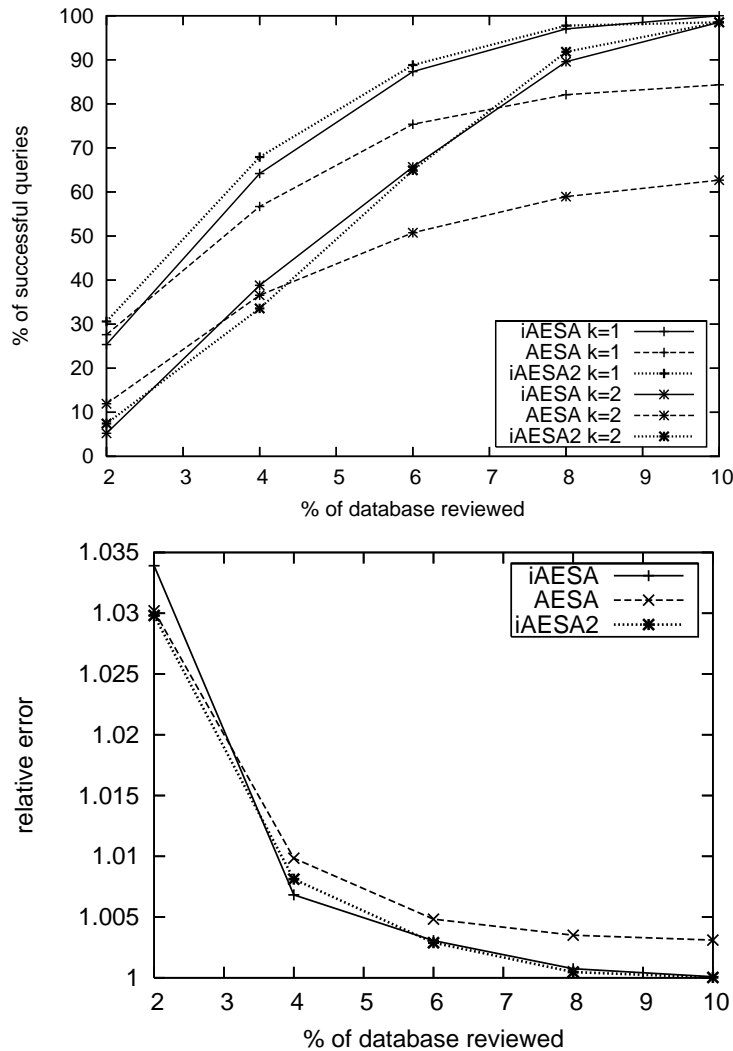 100
90
80
70
60
50
40
30
20
10
0
% of successful queries
2 3 4 5 6 7 8 9 10
% of database reviewed
iAESA k=1
AESA k=1
iAESA2 k=1
iAESA k=2
AESA k=2
iAESA2 k=2
1.035
1.03
1.025
1.02
1.015
1.01
1.005
1
relative error
2 3 4 5 6 7 8 9 10
% of database reviewed
iAESA
AESA
iAESA2